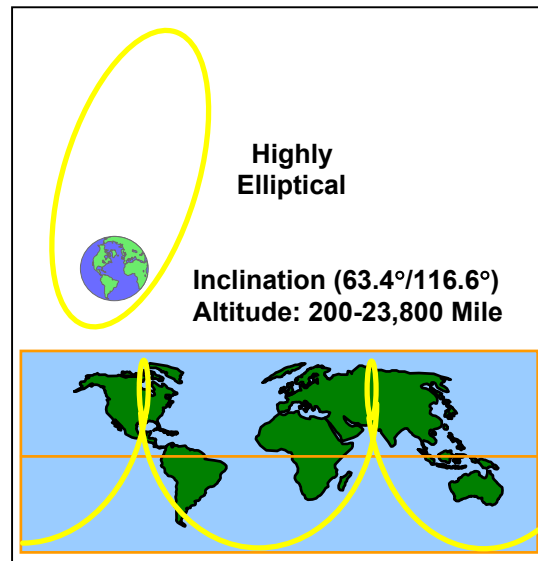 Highly
Elliptical
Inclination (63.4°/116.6°)
Altitude: 200-23,800 Mile